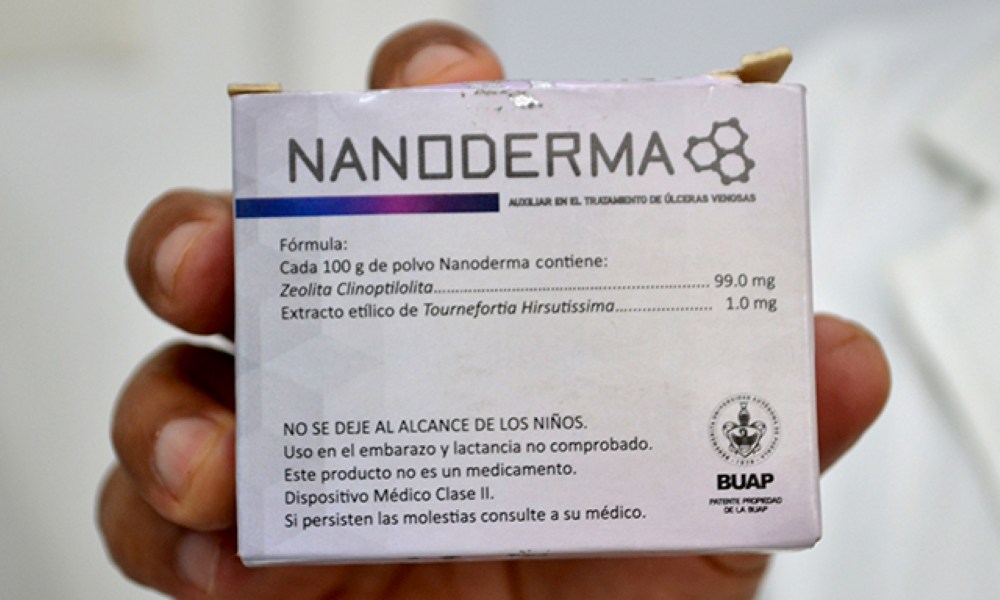 NANODERMA
AUXILIAR EN EL TRATAMIENTO DE ÚLCERAS VENOSAS
Fórmula:
Cada 100 g de polvo Nanoderma contiene:
Zeolita Clinoptilolita........................................................ 99.0 mg
Extracto etílico de Tournefortia Hirsutissima..................... 1.0 mg
NO SE DEJE AL ALCANCE DE LOS NIÑOS.
Uso en el embarazo y lactancia no comprobado.
Este producto no es un medicamento.
Dispositivo Médico Clase II.
Si persisten las molestias consulte a su médico.
BUAP
PATENTE PROPIEDAD
DE LA BUAP